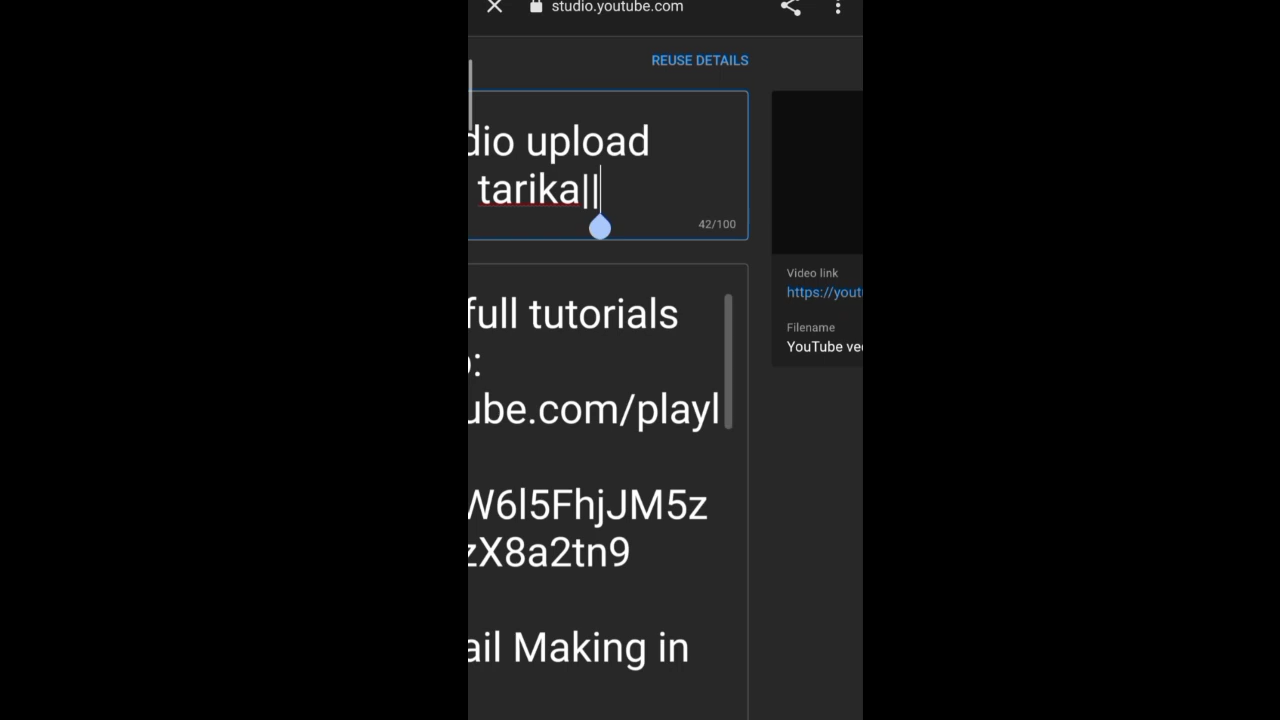 studio.youtube.com
REUSE DETAILS
dio upload
tarika||
42/100
full tutorials
:
ube.com/playl
W6l5FhjJM5z
zX8a2tn9
ail Making in
Video link
https://yout
Filename
YouTube ve